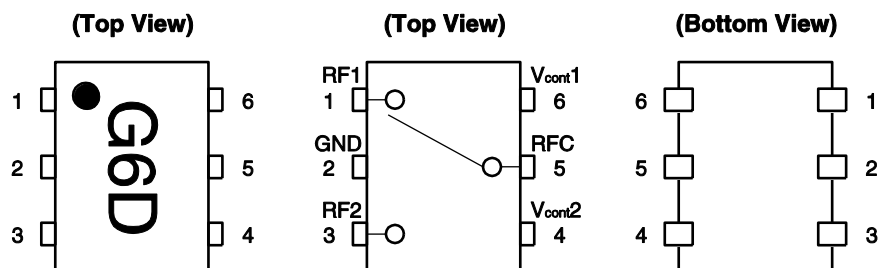 (Top View)
(Top View)
(Bottom View)
1
2
3
G6D
6
5
4
RF1
1
GND
2
RF2
3
Vcont1
6
RFC
5
Vcont2
4
6
5
4
1
2
3